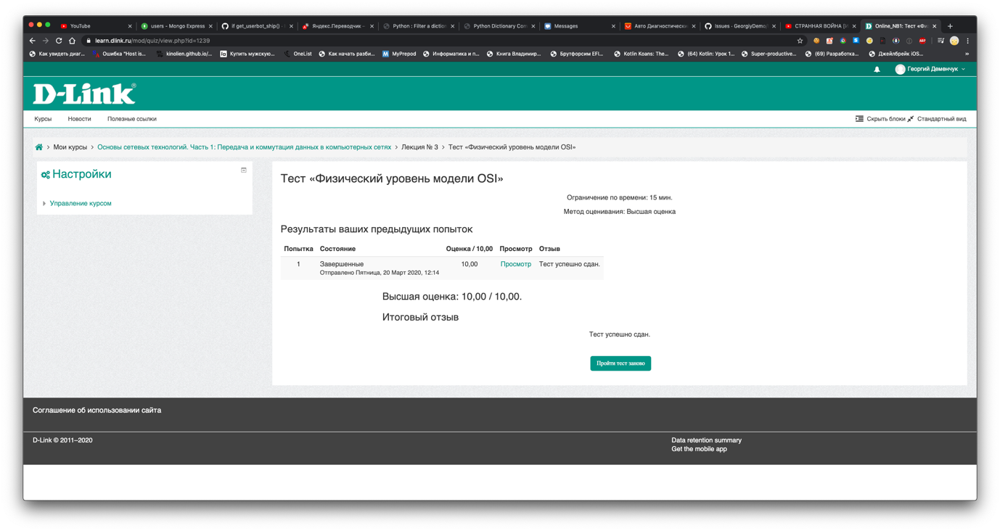 YouTube
users - Mongo Express
if get_userbot_ship() -
Яндекс.Переводчик –
Python : Filter a diction
Python Dictionary Com
Messages
Авто Диагностически
Issues · GeorgiyDemo/
СТРАННАЯ ВОЙНА [И
Online_NB1: Тест «Физ
learn.dlink.ru/mod/quiz/view.php?id=1239
Как увидеть диаг...
Ошибка "Host is...
kinolien.github.io/...
Купить мужскую...
OneList
Как начать разби...
MyPrepod
Информатика и п...
Книга Владимир...
Брутфорсим EFI...
Kotlin Koans: The...
(64) Kotlin: Урок 1...
Super-productive...
(69) Разработка...
Джейлбрейк iOS...
Георгий Деменчук
D-Link®
Курсы
Новости
Полезные ссылки
Скрыть блоки
Стандартный вид
Мои курсы
Основы сетевых технологий. Часть 1: Передача и коммутация данных в компьютерных сетях
Лекция № 3
Тест «Физический уровень модели OSI»
Настройки
Управление курсом
Тест «Физический уровень модели OSI»
Ограничение по времени: 15 мин.
Метод оценивания: Высшая оценка
Результаты ваших предыдущих попыток
Попытка Состояние Оценка / 10,00 Просмотр Отзыв
1 Завершенные 10,00 Просмотр Тест успешно сдан.
Отправлено Пятница, 20 Март 2020, 12:14
Высшая оценка: 10,00 / 10,00.
Итоговый отзыв
Тест успешно сдан.
Пройти тест заново
Соглашение об использовании сайта
D-Link © 2011–2020
Data retention summary
Get the mobile app